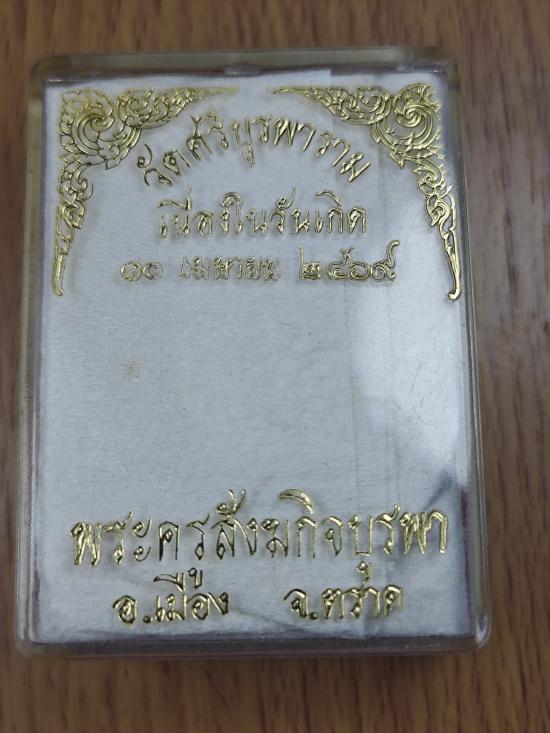 วัดศรีบูรพาราม
เนื่องในวันเกิด
๑๑ เมษายน ๒๕๖๙
พระครูสังฆกิจบูรพา
อ.เมือง จ.ตราด